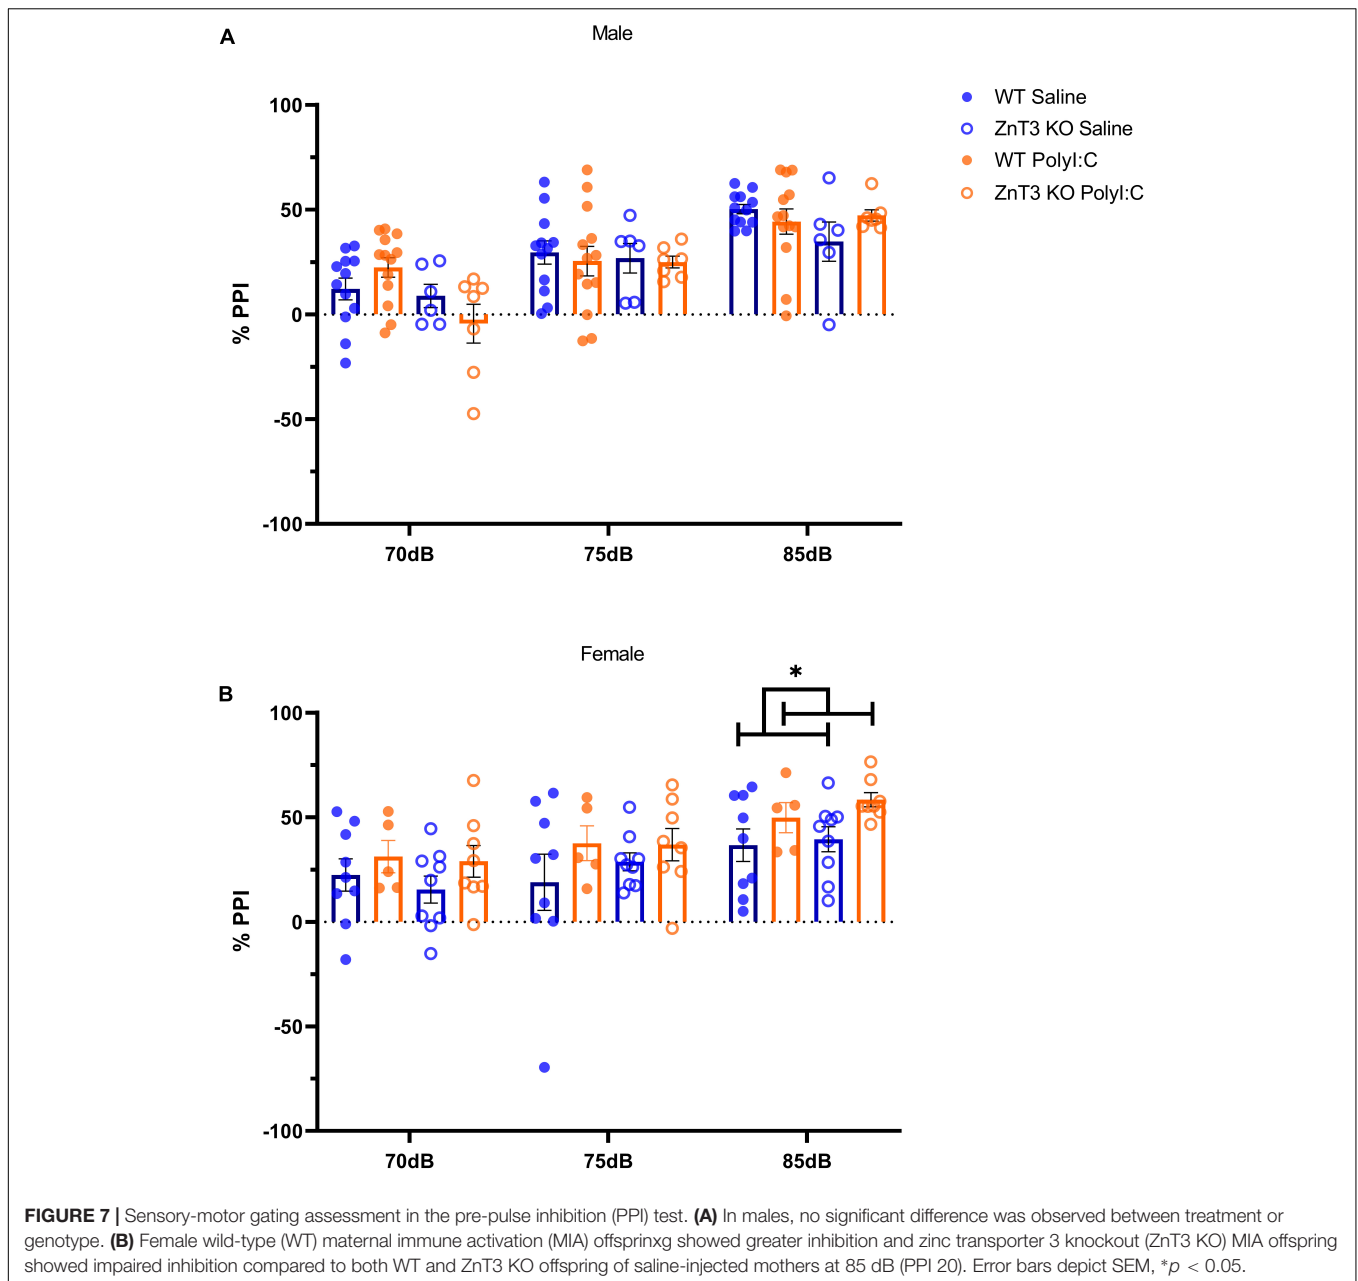 A
Male
WT Saline
ZnT3 KO Saline
WT PolyI:C
ZnT3 KO PolyI:C
100
50
0
-50
-100
% PPI
70dB
75dB
85dB
Female
B
*
100
50
0
-50
-100
% PPI
70dB
75dB
85dB
FIGURE 7 | Sensory-motor gating assessment in the pre-pulse inhibition (PPI) test. (A) In males, no significant difference was observed between treatment or
genotype. (B) Female wild-type (WT) maternal immune activation (MIA) offsprinxg showed greater inhibition and zinc transporter 3 knockout (ZnT3 KO) MIA offspring
showed impaired inhibition compared to both WT and ZnT3 KO offspring of saline-injected mothers at 85 dB (PPI 20). Error bars depict SEM, *p < 0.05.